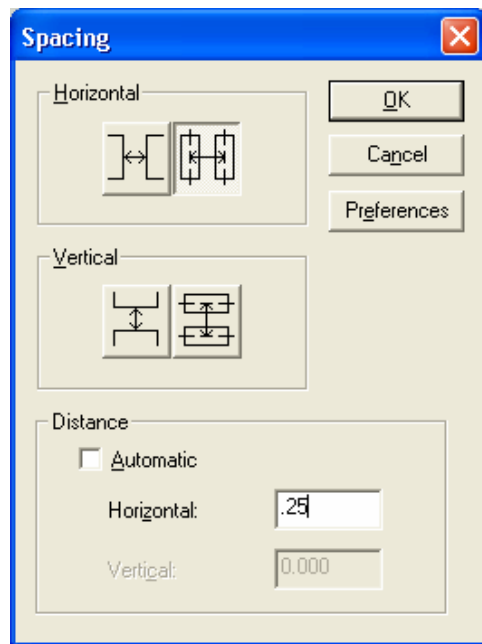 Spacing
Horizontal
OK
Cancel
Preferences
Vertical
Distance
Automatic
Horizontal: .25
Vertical: 0.000